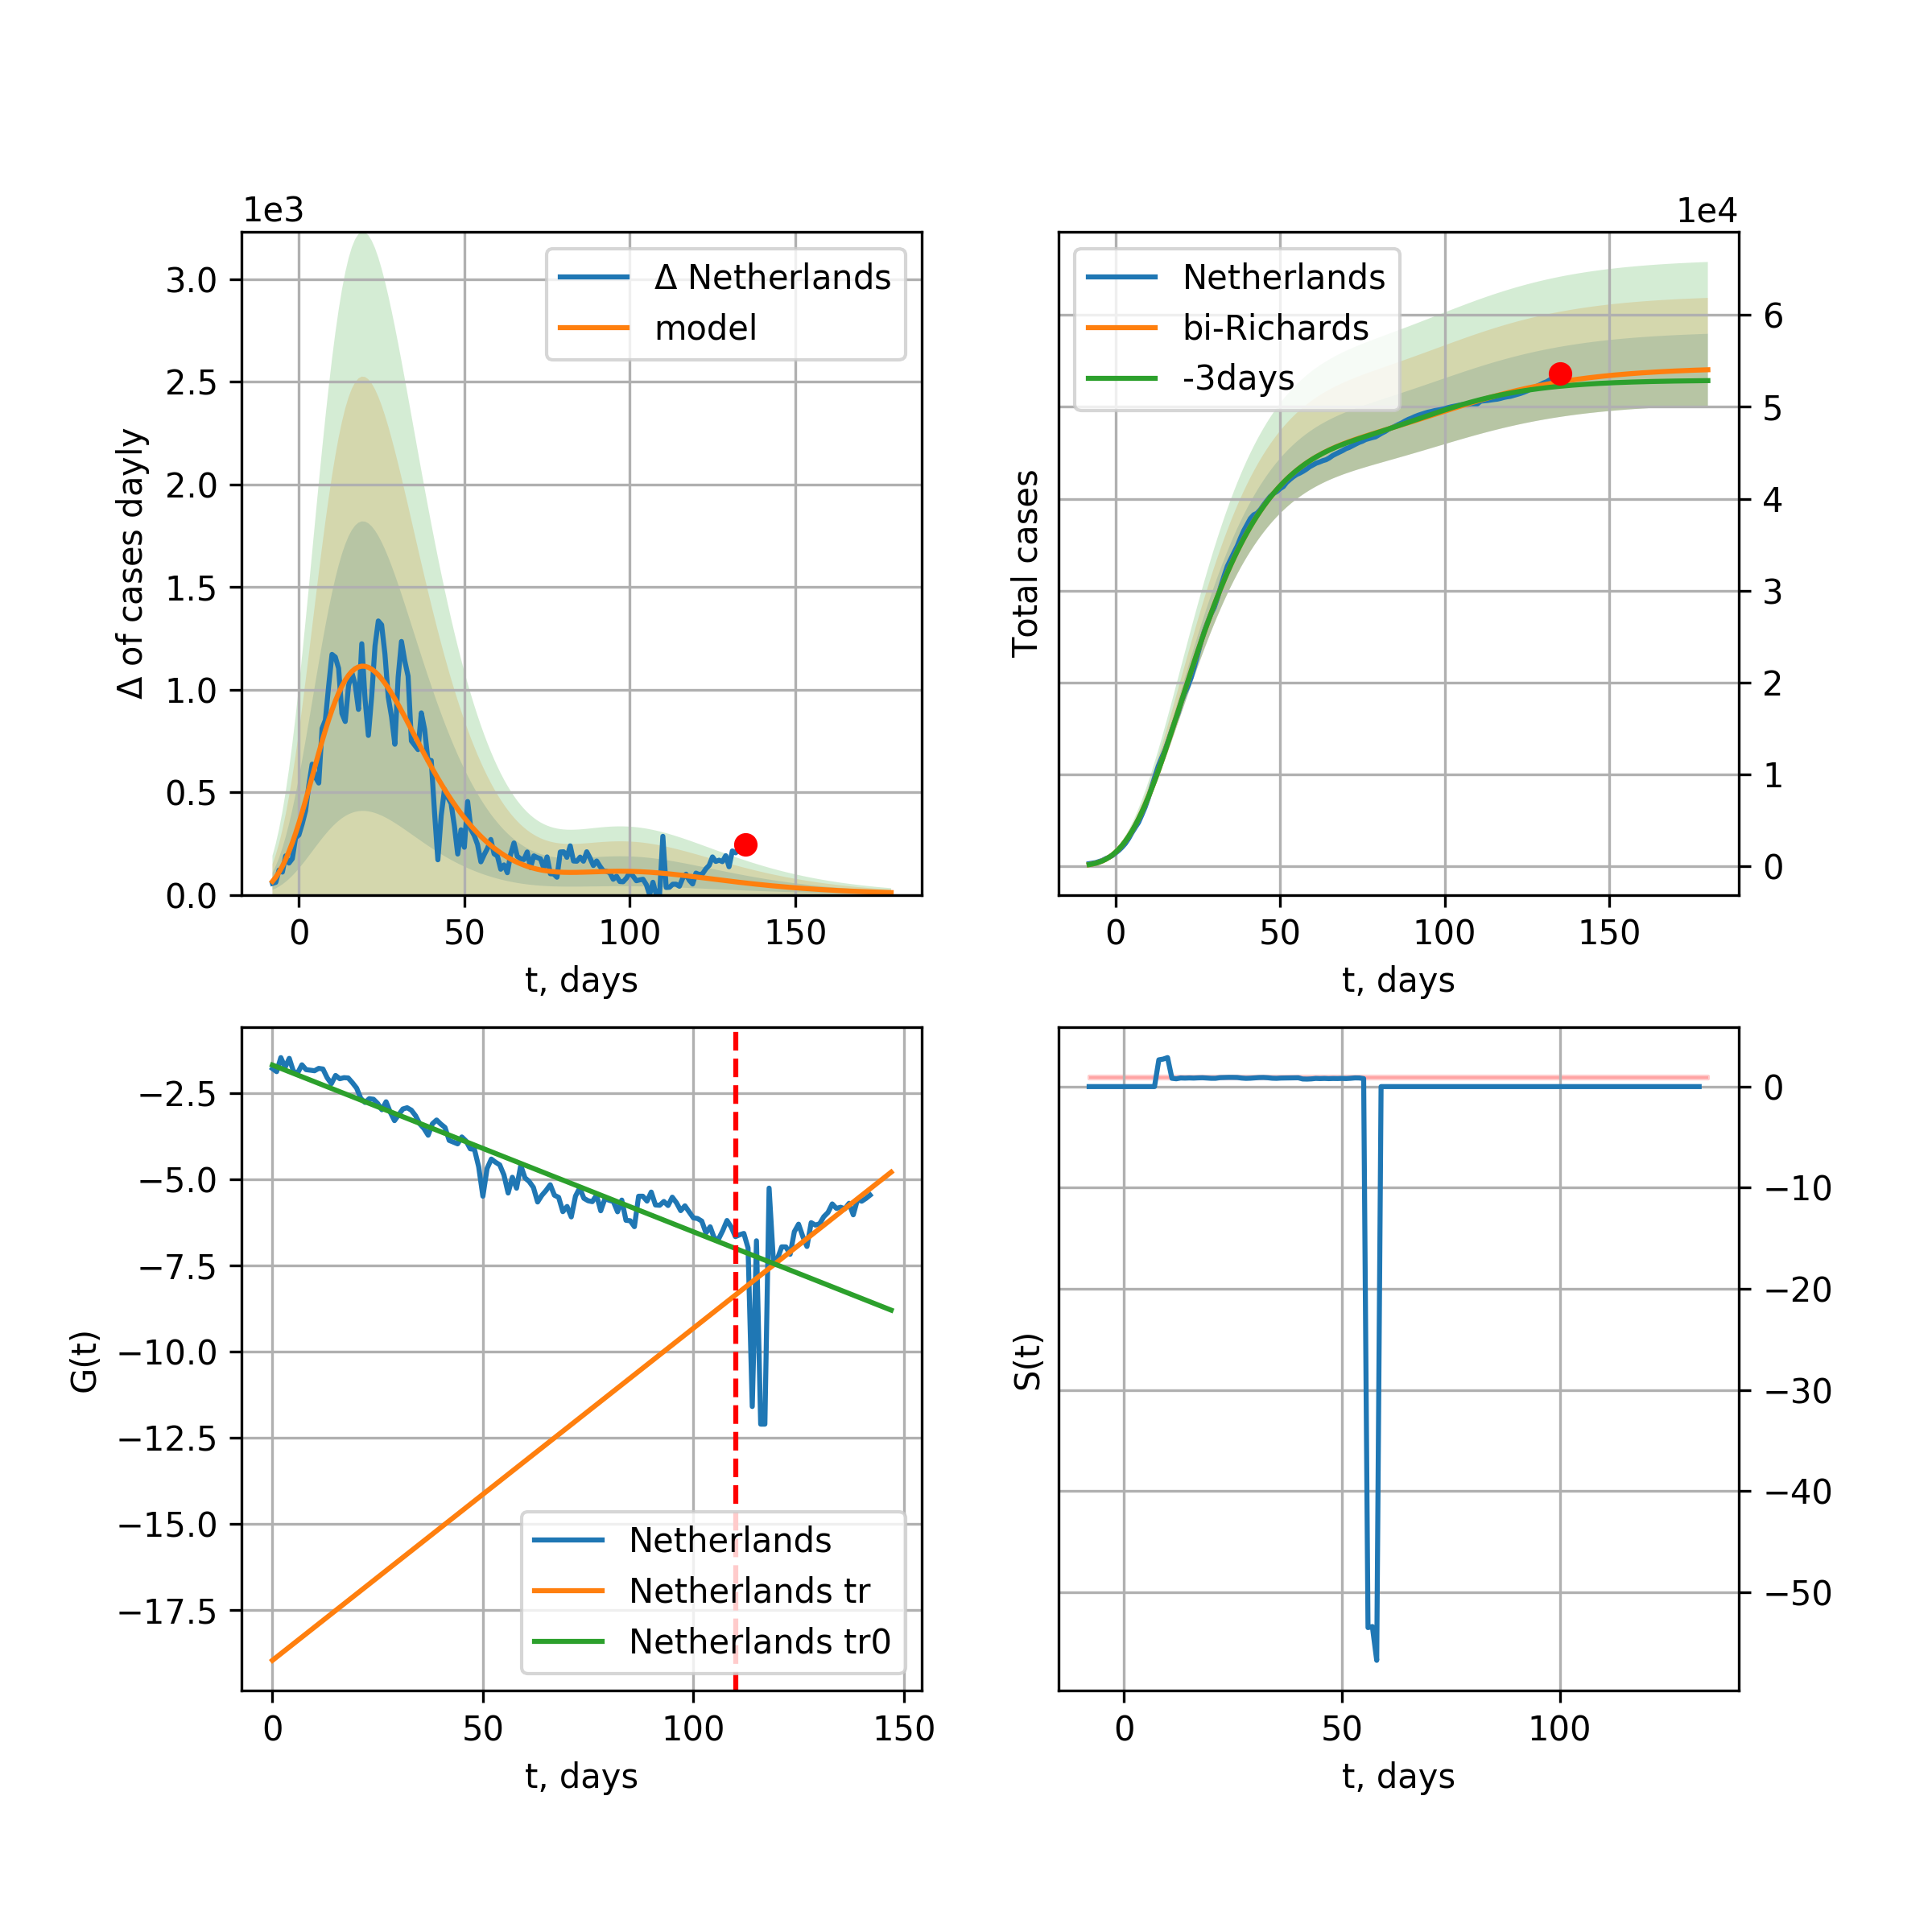 1e3
Δ of cases dayly
3.0
2.5
2.0
1.5
1.0
0.5
0.0
Δ Netherlands
model
0 50 100 150
t, days
1e4
Total cases
Netherlands
bi-Richards
-3days
6
5
4
3
2
1
0
0 50 100 150
t, days
G(t)
−2.5
−5.0
−7.5
−10.0
−12.5
−15.0
−17.5
Netherlands
Netherlands tr
Netherlands tr0
0 50 100 150
t, days
S(t)
0
−10
−20
−30
−40
−50
0 50 100
t, days